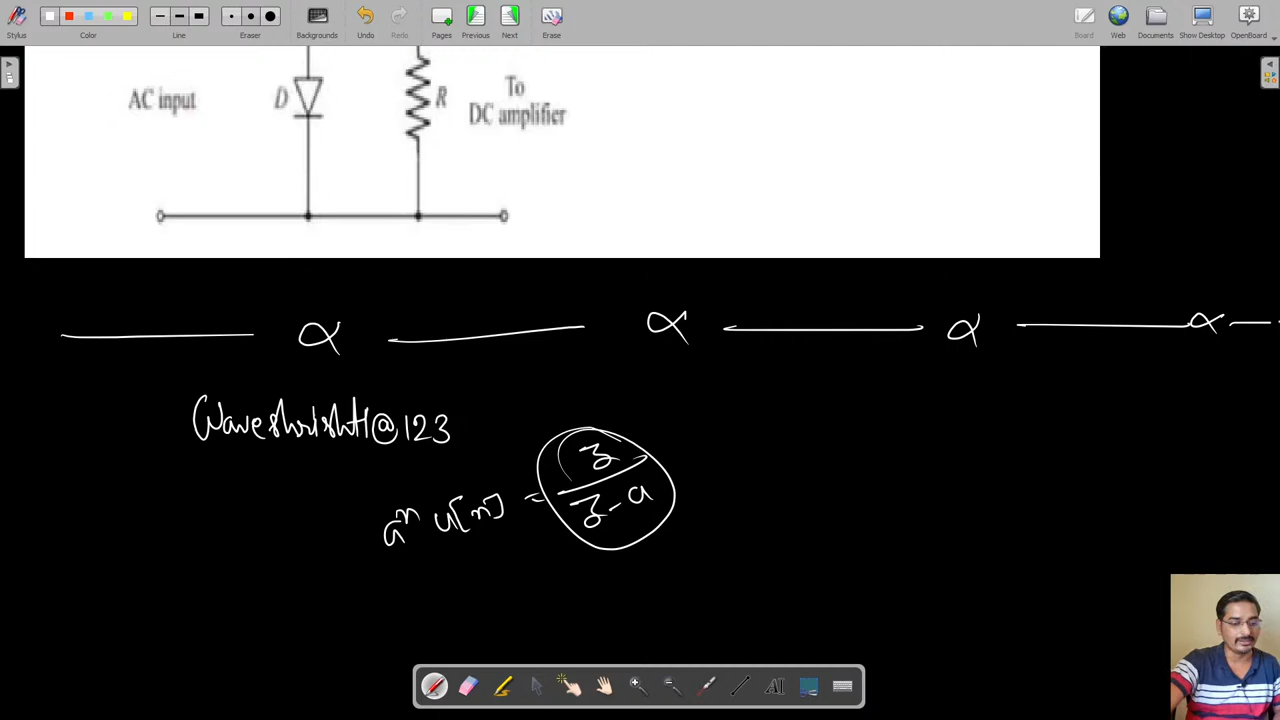 Stylus Color Line Eraser Backgrounds Undo Redo Pages Previous Next Erase Board Web Documents Show Desktop OpenBoard
AC input D R To
DC amplifier
α α α α
@123
aⁿ u[n] = z / z - a
AI